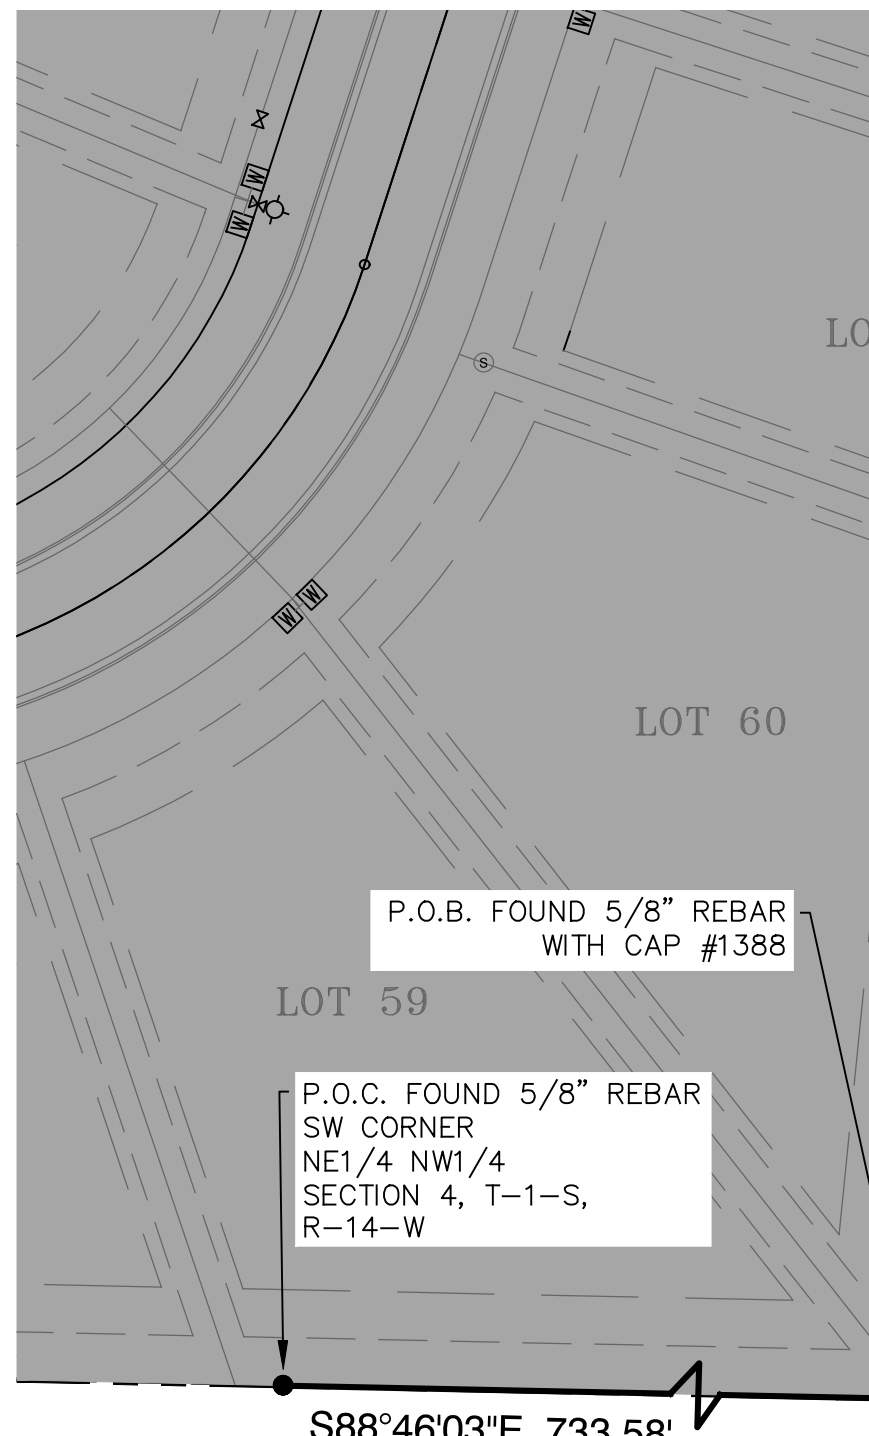 W
W
W
LO
S
W
W
LOT 60
P.O.B. FOUND 5/8” REBAR
WITH CAP #1388
LOT 59
P.O.C. FOUND 5/8” REBAR
SW CORNER
NE1/4 NW1/4
SECTION 4, T-1-S,
R-14-W
S88°46'03"E 733.58'